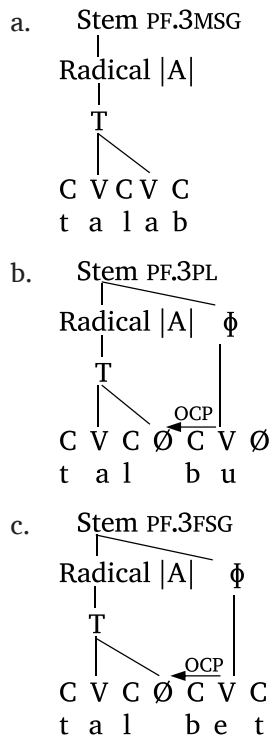 a. Stem PF.3MSG
Radical |A|
T
C V C V C
t a l a b
b. Stem PF.3PL
Radical |A| ϕ
T
OCP
C V C Ø C V Ø
t a l b u
c. Stem PF.3FSG
Radical |A| ϕ
T
OCP
C V C Ø C V C
t a l b e t